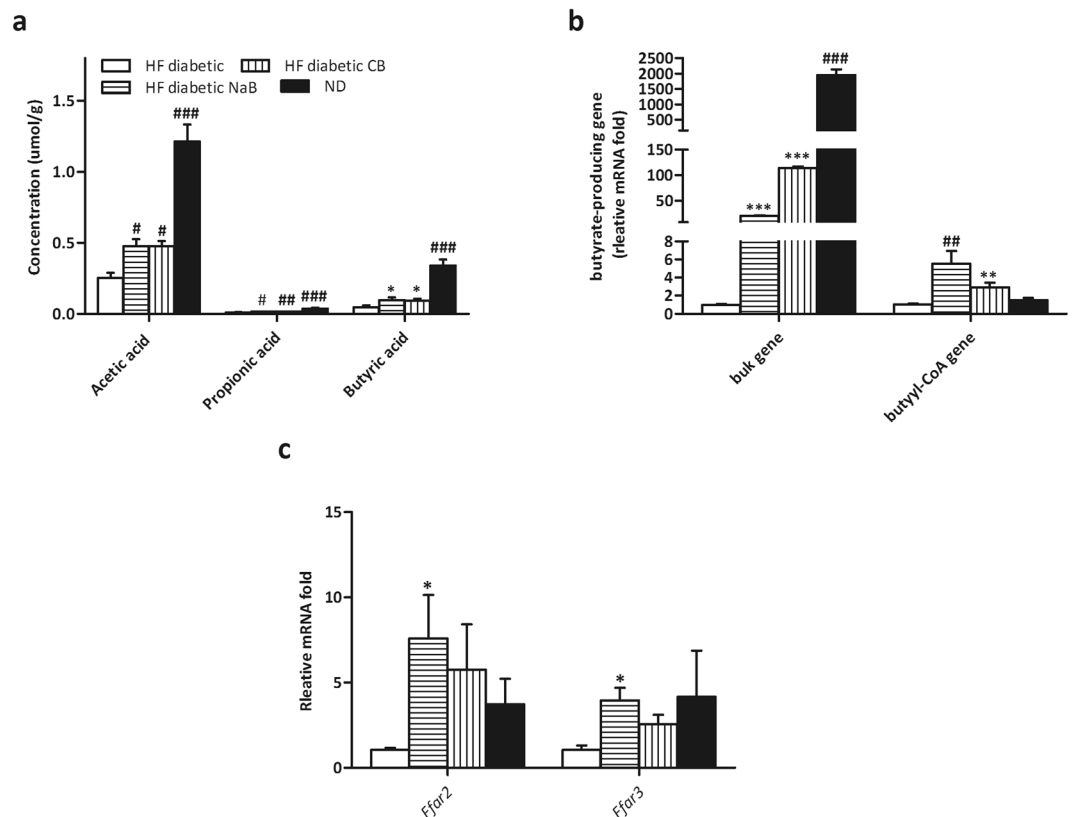 a
HF diabetic
HF diabetic CB
HF diabetic NaB
ND
Concentration (umol/g)
1.5
1.0
0.5
0.0
# # ###
# ## ###
* * ###
Acetic acid
Propionic acid
Butyric acid
b
butyrate-producing gene
(rleative mRNA fold)
2500
2000
1500
1000
500
150
100
50
8
6
4
2
0
*** *** ###
## **
buk gene
butyyl-CoA gene
c
Rleative mRNA fold
15
10
5
0
*
*
Ffar2
Ffar3